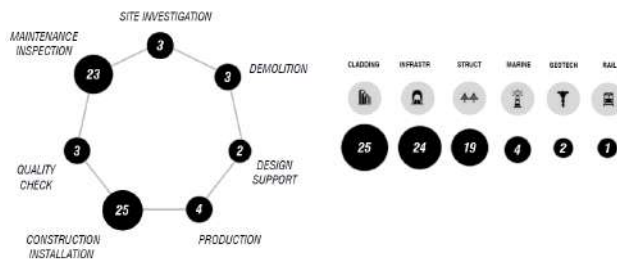 SITE INVESTIGATION
3
MAINTENANCE
INSPECTION
23
3
DEMOLITION
3
QUALITY
CHECK
2
DESIGN
SUPPORT
25
CONSTRUCTION
INSTALLATION
4
PRODUCTION
CLADDING INFRASTR STRUCT MARINE GEOTECH RAIL
25 24 19 4 2 1